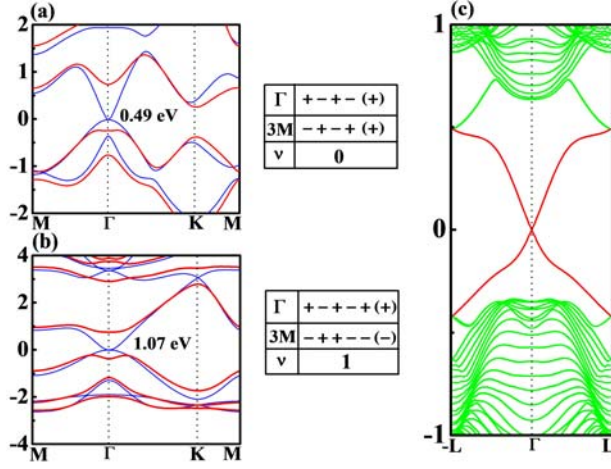 (a)
2
1
0
-1
-2
0.49 eV
M Γ K M
Γ + − + − (+)
3M − + − + (+)
ν 0
(b)
4
2
0
-2
-4
1.07 eV
M Γ K M
Γ + − + − + (+)
3M − + + − − (−)
ν 1
(c)
1
0
-1
-L Γ L